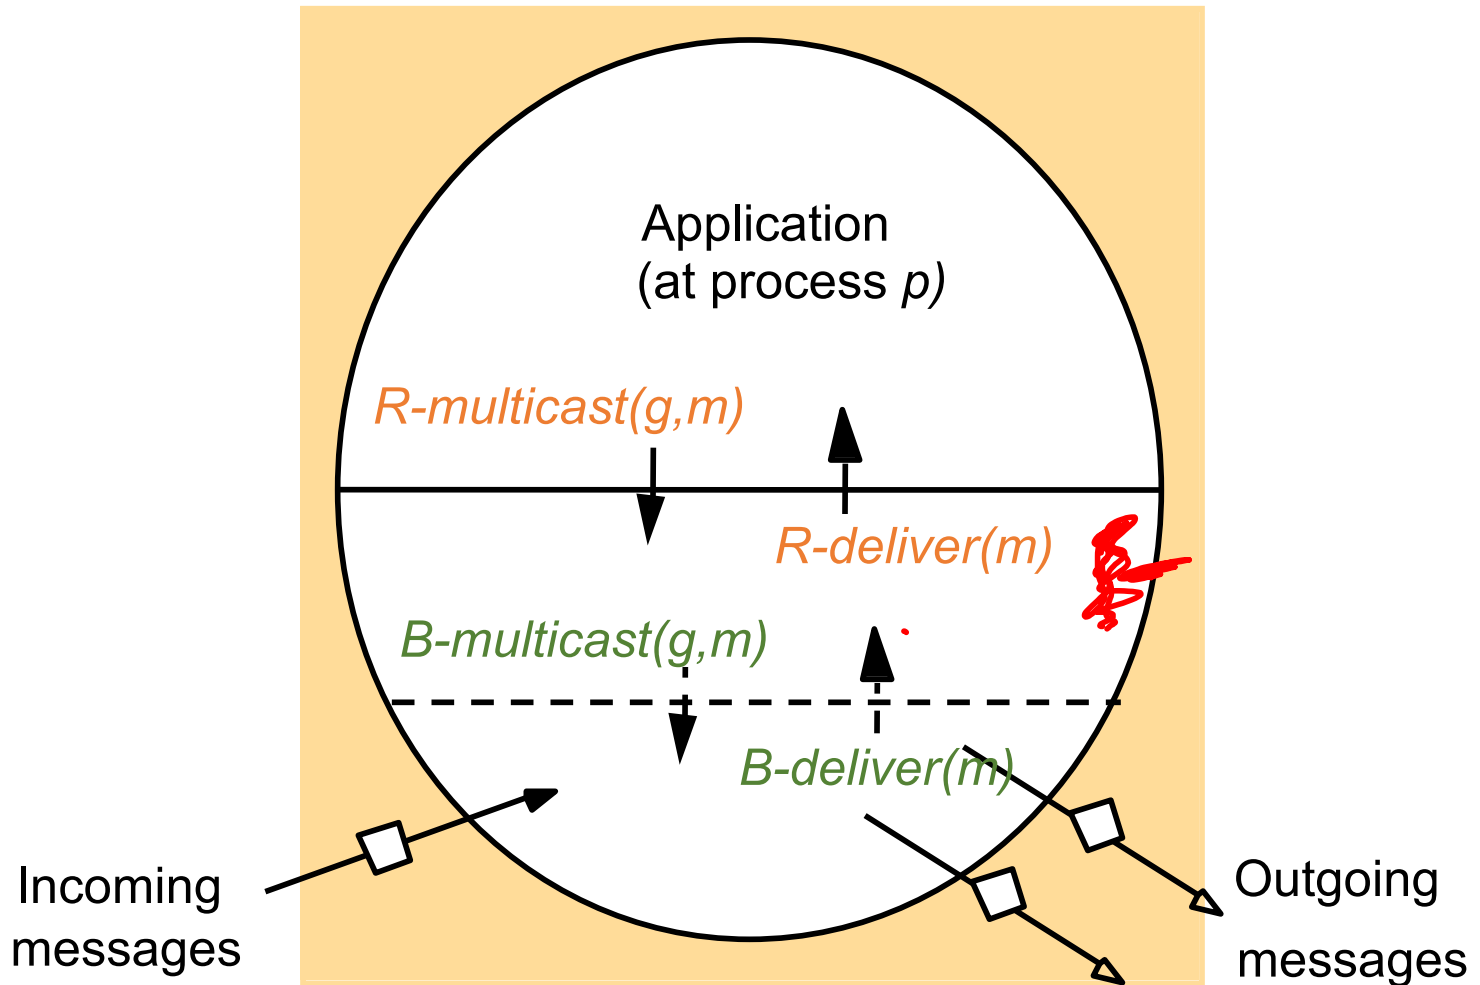 Application
(at process p)
R-multicast(g,m)
R-deliver(m)
B-multicast(g,m)
B-deliver(m)
Incoming
messages
Outgoing
messages